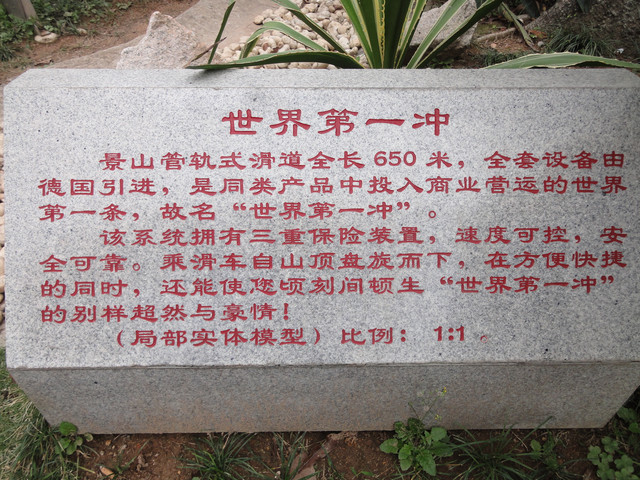 世界第一冲
景山管轨式滑道全长 650 米，全套设备由
德国引进，是同类产品中投入商业营运的世界
第一条，故名“世界第一冲”。
该系统拥有三重保险装置，速度可控，安
全可靠。乘滑车自山顶盘旋而下，在方便快捷
的同时，还能使您顷刻间顿生“世界第一冲”
的别样超然与豪情！
（局部实体模型）比例： 1:1